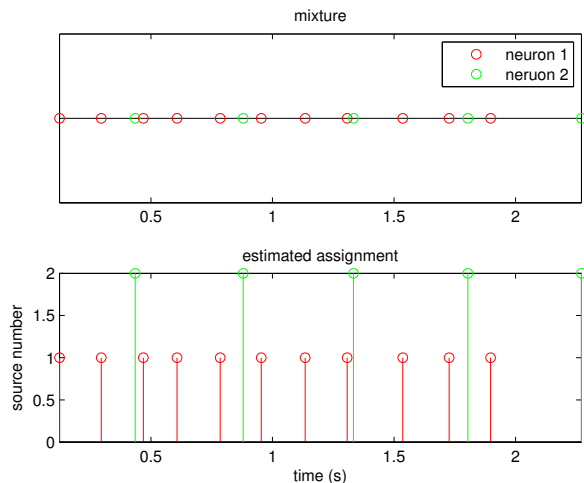 mixture
neuron 1
neruon 2
0.5 1 1.5 2
estimated assignment
2
1.5
1
0.5
0
source number
0.5 1 1.5 2
time (s)